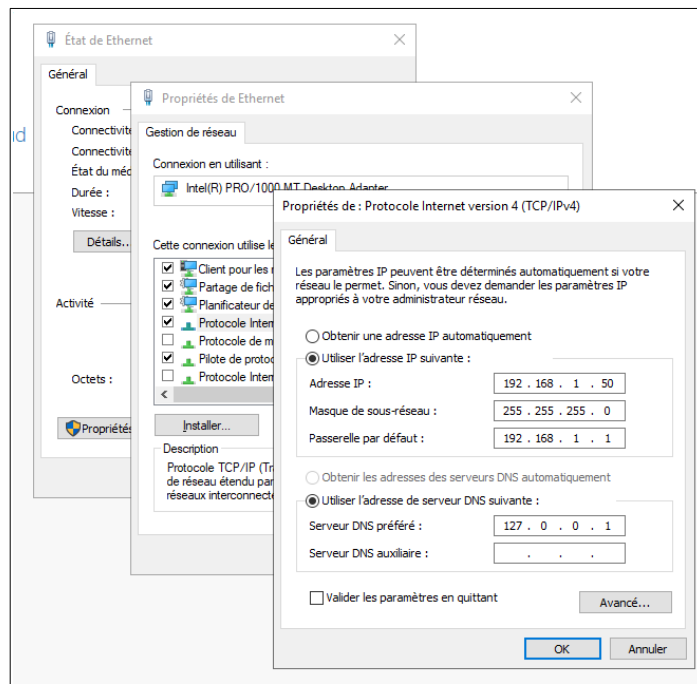 État de Ethernet
Général
Connexion
Connectivité
Connectivité
État du méd
Durée :
Vitesse :
Détails...
Activité
Octets :
Propriétés
Propriétés de Ethernet
Gestion de réseau
Connexion en utilisant :
Intel(R) PRO/1000 MT Desktop Adapter
Cette connexion utilise le
Client pour les r
Partage de fich
Planificateur de
Protocole Intern
Protocole de m
Pilote de protoc
Protocole Intern
Installer...
Description
Protocole TCP/IP (Tra
de réseau étendu par
réseaux interconnecte
Propriétés de : Protocole Internet version 4 (TCP/IPv4)
Général
Les paramètres IP peuvent être déterminés automatiquement si votre
réseau le permet. Sinon, vous devez demander les paramètres IP
appropriés à votre administrateur réseau.
Obtenir une adresse IP automatiquement
Utiliser l'adresse IP suivante :
Adresse IP : 192 . 168 . 1 . 50
Masque de sous-réseau : 255 . 255 . 255 . 0
Passerelle par défaut : 192 . 168 . 1 . 1
Obtenir les adresses des serveurs DNS automatiquement
Utiliser l'adresse de serveur DNS suivante :
Serveur DNS préféré : 127 . 0 . 0 . 1
Serveur DNS auxiliaire : . . .
Valider les paramètres en quittant
Avancé...
OK Annuler